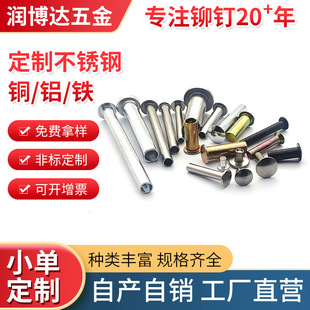 润博达五金
专注铆钉20+年
定制不锈钢
铜/铝/铁
免费拿样
非标定制
可开增票
小单
定制
种类丰富 规格齐全
自产自销 工厂直营